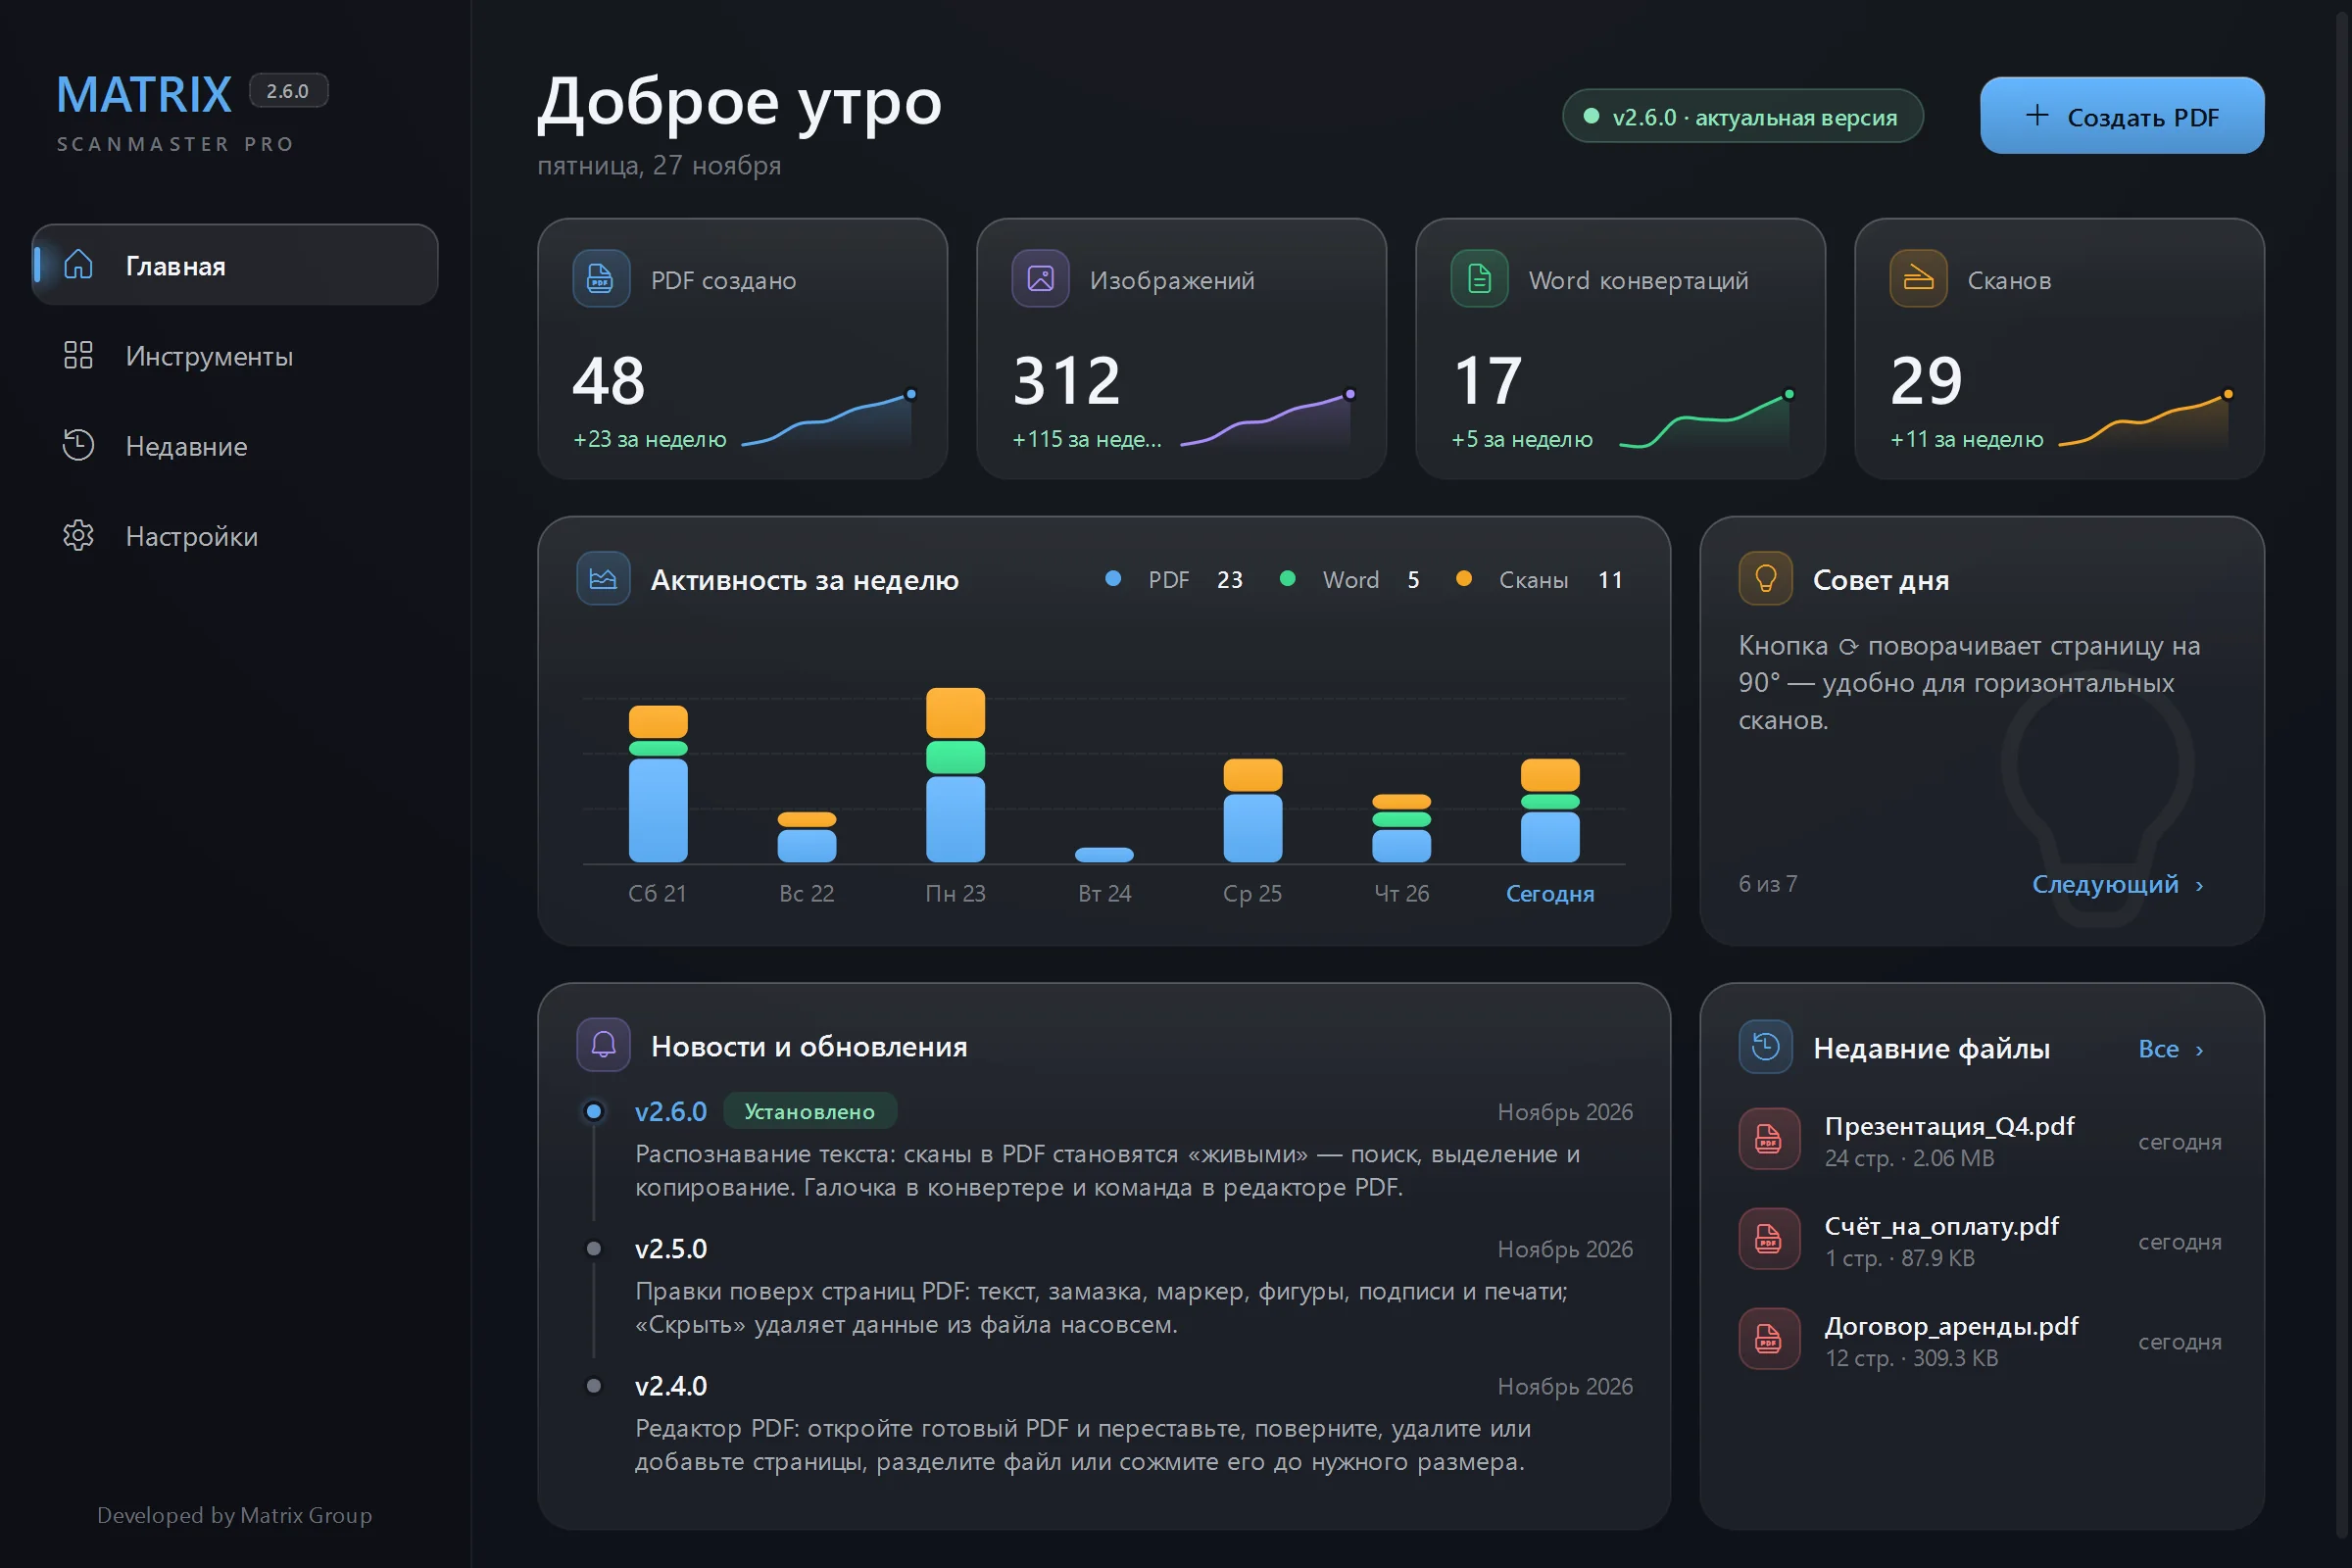 MATRIX 2.6.0
SCANMASTER PRO
Главная
Инструменты
Недавние
Настройки
Developed by Matrix Group
Доброе утро
пятница, 27 ноября
v2.6.0 · актуальная версия
+ Создать PDF
PDF создано
48
+23 за неделю
Изображений
312
+115 за неде...
Word конвертаций
17
+5 за неделю
Сканов
29
+11 за неделю
Активность за неделю
PDF 23 Word 5 Сканы 11
Сб 21 Вс 22 Пн 23 Вт 24 Ср 25 Чт 26 Сегодня
Совет дня
Кнопка ⟳ поворачивает страницу на
90° — удобно для горизонтальных
сканов.
6 из 7 Следующий ›
Новости и обновления
v2.6.0 Установлено Ноябрь 2026
Распознавание текста: сканы в PDF становятся «живыми» — поиск, выделение и
копирование. Галочка в конвертере и команда в редакторе PDF.
v2.5.0 Ноябрь 2026
Правки поверх страниц PDF: текст, замазка, маркер, фигуры, подписи и печати;
«Скрыть» удаляет данные из файла насовсем.
v2.4.0 Ноябрь 2026
Редактор PDF: откройте готовый PDF и переставьте, поверните, удалите или
добавьте страницы, разделите файл или сожмите его до нужного размера.
Недавние файлы Все ›
Презентация_Q4.pdf
24 стр. · 2.06 MB
сегодня
Счёт_на_оплату.pdf
1 стр. · 87.9 KB
сегодня
Договор_аренды.pdf
12 стр. · 309.3 KB
сегодня